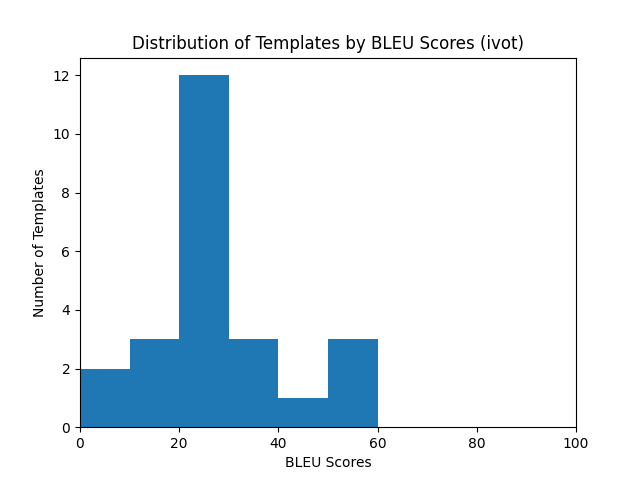 Distribution of Templates by BLEU Scores (ivot)
Number of Templates
12
10
8
6
4
2
0
0 20 40 60 80 100
BLEU Scores